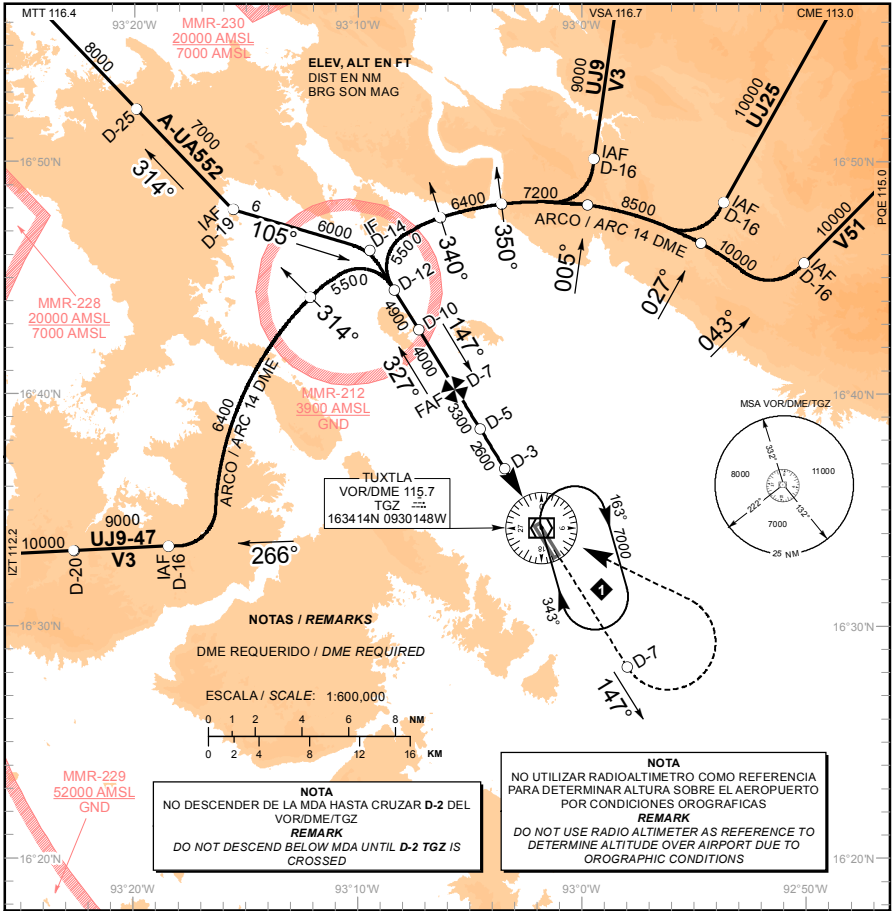 MTT 116.4
93°20'W
MMR-230
20000 AMSL
7000 AMSL
93°10'W
VSA 116.7
93°0'W
CME 113.0
ELEV, ALT EN FT
DIST EN NM
BRG SON MAG
8000
D-25
A-UA552
7000
314°
9000
UJ9
V3
10000
UJ25
16°50'N
16°50'N
PQE 115.0
IAF
D-19
6
105°
6000
IF
D-14
5500
6400
7200
IAF
D-16
8500
ARCO / ARC 14 DME
IAF
D-16
10000
10000
V51
IAF
D-16
340°
350°
005°
027°
043°
MMR-228
20000 AMSL
7000 AMSL
5500
314°
D-12
4900
D-10
147°
4000
327°
D-7
FAF
MMR-212
3900 AMSL
GND
16°40'N
16°40'N
3300
D-5
2600
D-3
6400
ARCO / ARC 14 DME
MSA VOR/DME/TGZ
332°
8000
11000
222°
132°
7000
25 NM
TUXTLA
VOR/DME 115.7
TGZ
163414N 0930148W
0
9
18
27
163°
7000
1
343°
IZT 112.2
10000
9000
UJ9-47
V3
D-20
IAF
D-16
266°
16°30'N
16°30'N
D-7
147°
NOTAS / REMARKS
DME REQUERIDO / DME REQUIRED
ESCALA / SCALE: 1:600,000
0 1 2 4 6 8 NM
0 2 4 8 12 16 KM
MMR-229
52000 AMSL
GND
NOTA
NO DESCENDER DE LA MDA HASTA CRUZAR D-2 DEL
VOR/DME/TGZ
REMARK
DO NOT DESCEND BELOW MDA UNTIL D-2 TGZ IS
CROSSED
NOTA
NO UTILIZAR RADIOALTIMETRO COMO REFERENCIA
PARA DETERMINAR ALTURA SOBRE EL AEROPUERTO
POR CONDICIONES OROGRAFICAS
REMARK
DO NOT USE RADIO ALTIMETER AS REFERENCE TO
DETERMINE ALTITUDE OVER AIRPORT DUE TO
OROGRAPHIC CONDITIONS
16°20'N
16°20'N
93°20'W
93°10'W
93°0'W
92°50'W